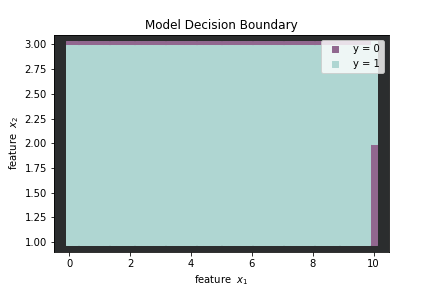 Model Decision Boundary
y = 0
y = 1
3.00
2.75
2.50
2.25
2.00
1.75
1.50
1.25
1.00
feature x₂
0 2 4 6 8 10
feature x₁